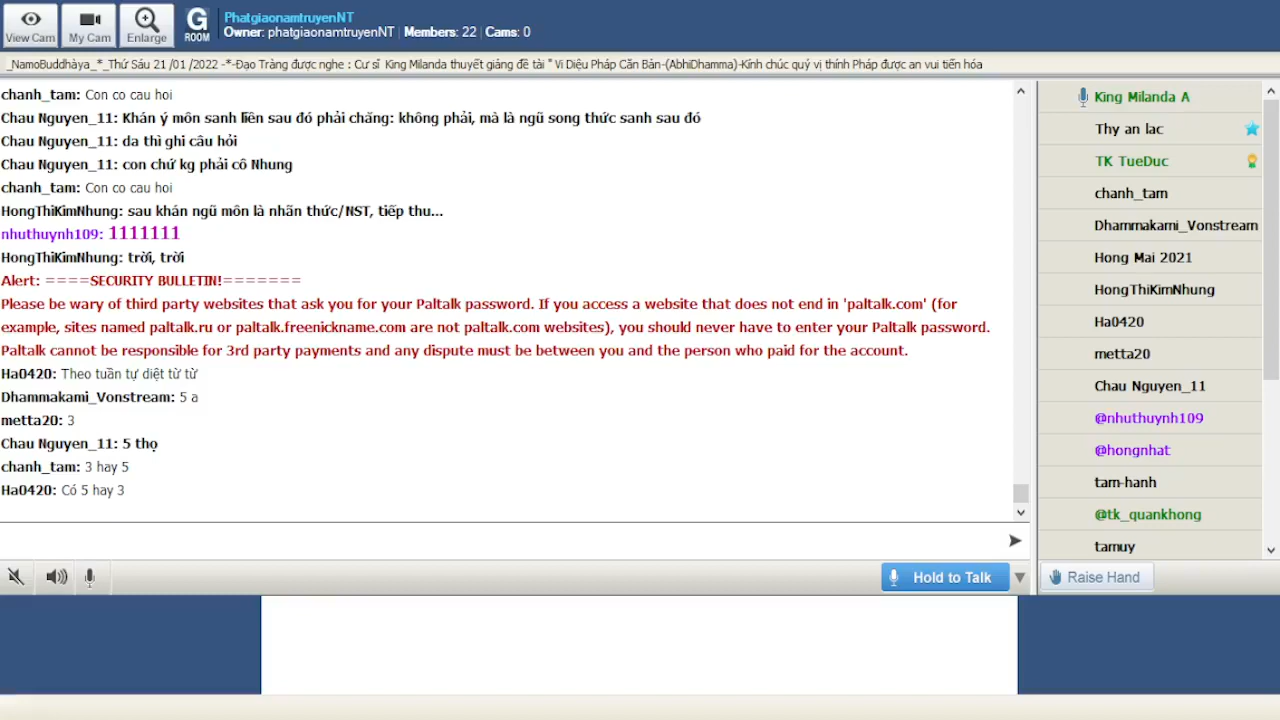 View Cam
My Cam
Enlarge
G
ROOM
PhatgiaonamtruyenNT
Owner: phatgiaonamtruyenNT | Members: 22 | Cams: 0
_NamoBuddhàya_*_Thứ Sáu 21 /01 /2022 -*-Đạo Tràng được nghe : Cư sĩ  King Milanda thuyết giảng đề tài " Vi Diệu Pháp Căn Bản-(AbhiDhamma)-Kính chúc quý vị thính Pháp được an vui tiến hóa
chanh_tam: Con co cau hoi
Chau Nguyen_11: Khán ý môn sanh liên sau đó phải chăng: không phải, mà là ngũ song thức sanh sau đó
Chau Nguyen_11: da thì ghi câu hỏi
Chau Nguyen_11: con chứ kg phải cô Nhung
chanh_tam: Con co cau hoi
HongThiKimNhung: sau khán ngũ môn là nhãn thức/NST, tiếp thu...
nhuthuynh109: 1111111
HongThiKimNhung: trời, trời
Alert: ====SECURITY BULLETIN!=======
Please be wary of third party websites that ask you for your Paltalk password. If you access a website that does not end in 'paltalk.com' (for
example, sites named paltalk.ru or paltalk.freenickname.com are not paltalk.com websites), you should never have to enter your Paltalk password.
Paltalk cannot be responsible for 3rd party payments and any dispute must be between you and the person who paid for the account.
Ha0420: Theo tuần tự diệt từ từ
Dhammakami_Vonstream: 5 a
metta20: 3
Chau Nguyen_11: 5 thọ
chanh_tam: 3 hay 5
Ha0420: Có 5 hay 3
Hold to Talk
King Milanda A
Thy an lac
TK TueDuc
chanh_tam
Dhammakami_Vonstream
Hong Mai 2021
HongThiKimNhung
Ha0420
metta20
Chau Nguyen_11
@nhuthuynh109
@hongnhat
tam-hanh
@tk_quankhong
tamuy
Raise Hand